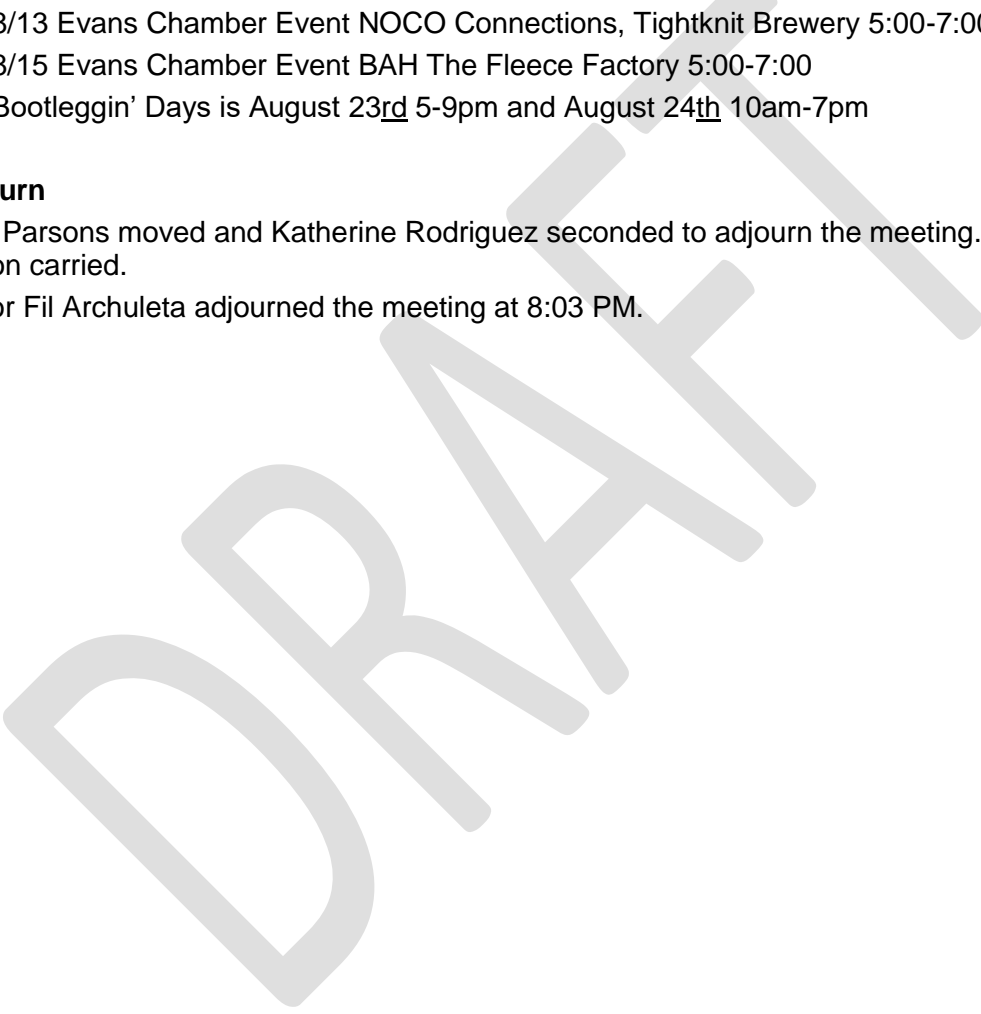 8/13 Evans Chamber Event NOCO Connections, Tightknit Brewery 5:00-7:00
8/15 Evans Chamber Event BAH The Fleece Factory 5:00-7:00
Bootleggin’ Days is August 23rd 5-9pm and August 24th 10am-7pm
urn
Parsons moved and Katherine Rodriguez seconded to adjourn the meeting.
on carried.
or Fil Archuleta adjourned the meeting at 8:03 PM.
DRAFT